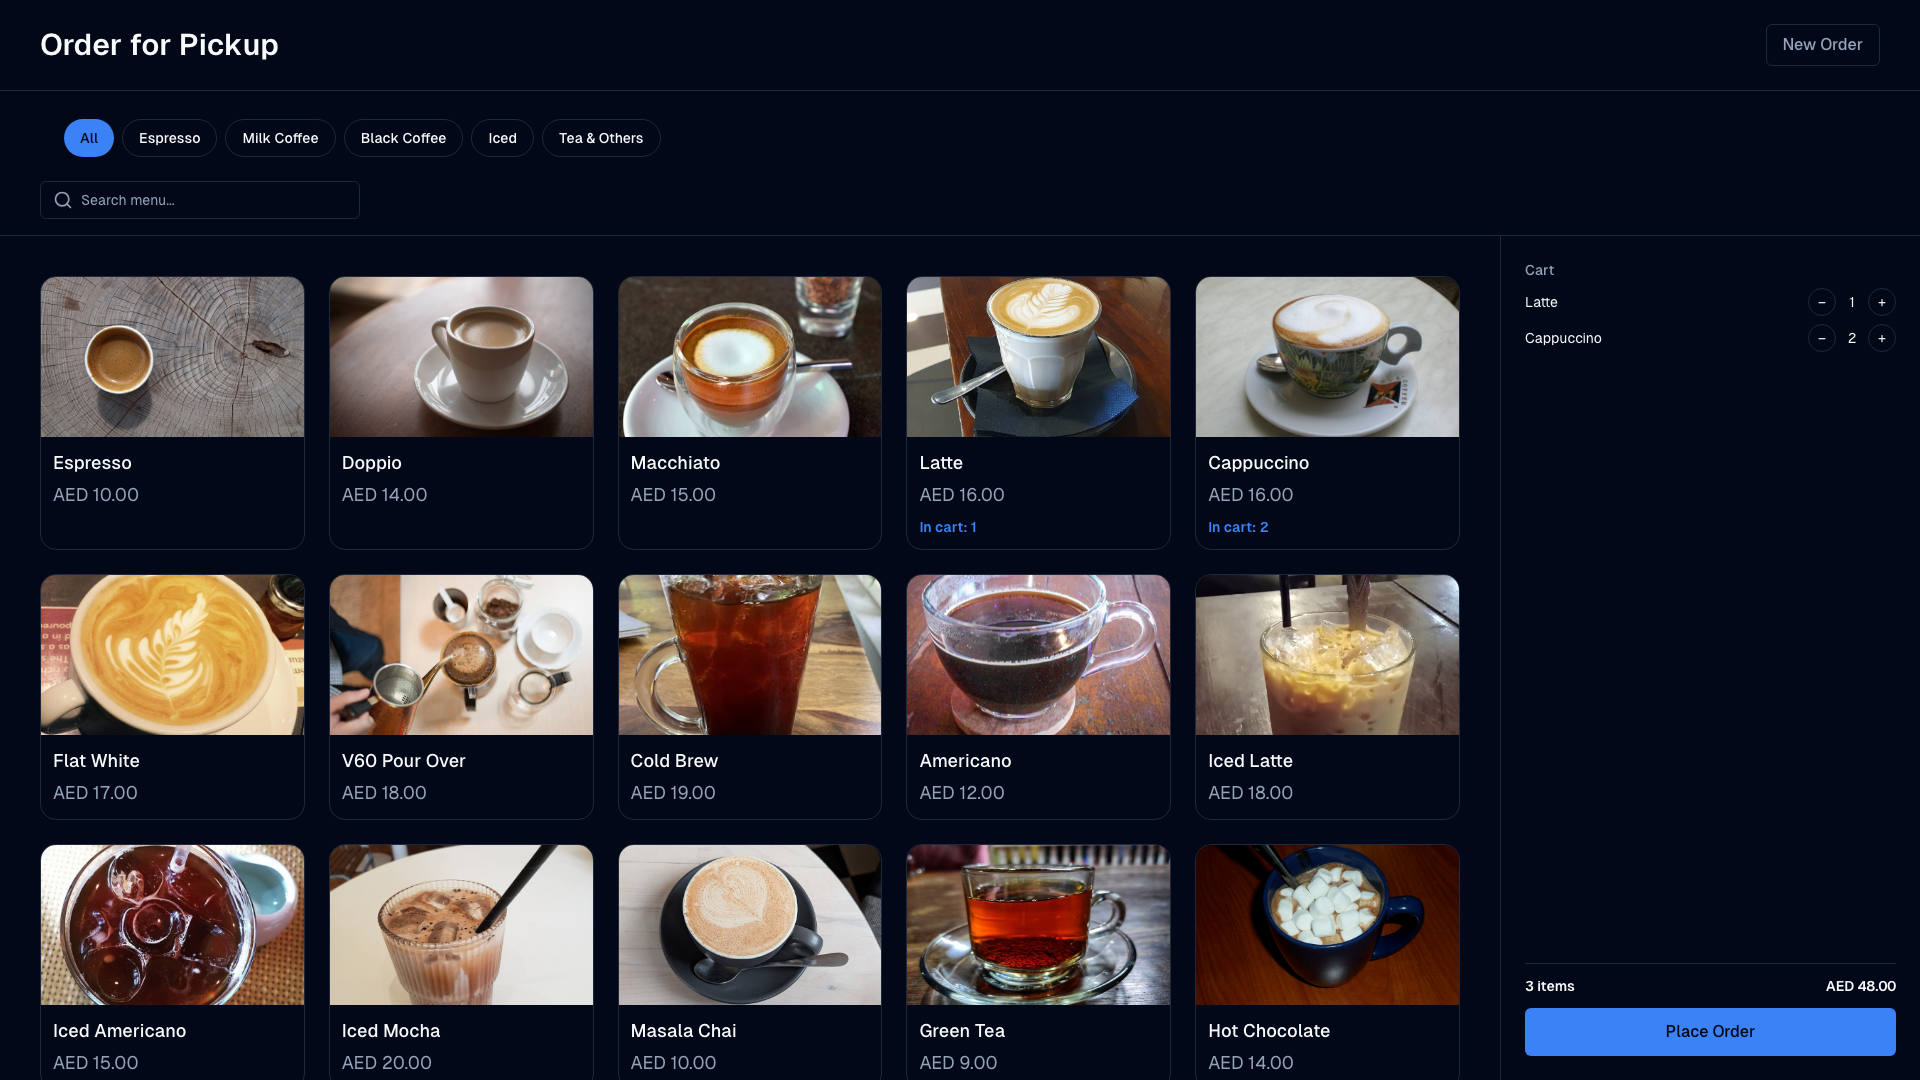 Order for Pickup
New Order
All
Espresso
Milk Coffee
Black Coffee
Iced
Tea & Others
Search menu...
Cart
Latte
− 1 +
Cappuccino
− 2 +
Espresso
AED 10.00
Doppio
AED 14.00
Macchiato
AED 15.00
Latte
AED 16.00
In cart: 1
Cappuccino
AED 16.00
In cart: 2
Flat White
AED 17.00
V60 Pour Over
AED 18.00
Cold Brew
AED 19.00
Americano
AED 12.00
Iced Latte
AED 18.00
Iced Americano
AED 15.00
Iced Mocha
AED 20.00
Masala Chai
AED 10.00
Green Tea
AED 9.00
Hot Chocolate
AED 14.00
3 items
AED 48.00
Place Order